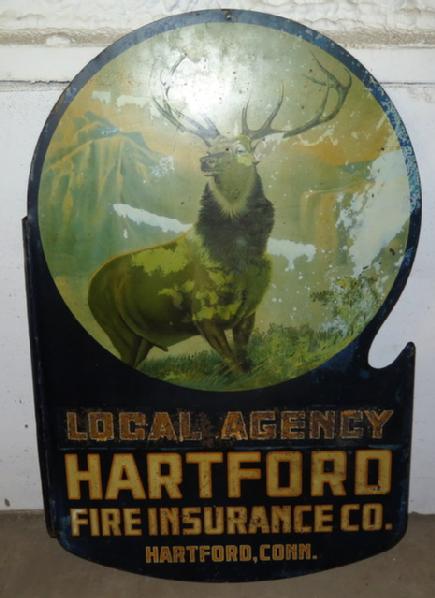 LOCAL AGENCY
HARTFORD
FIRE INSURANCE CO.
HARTFORD, CONN.